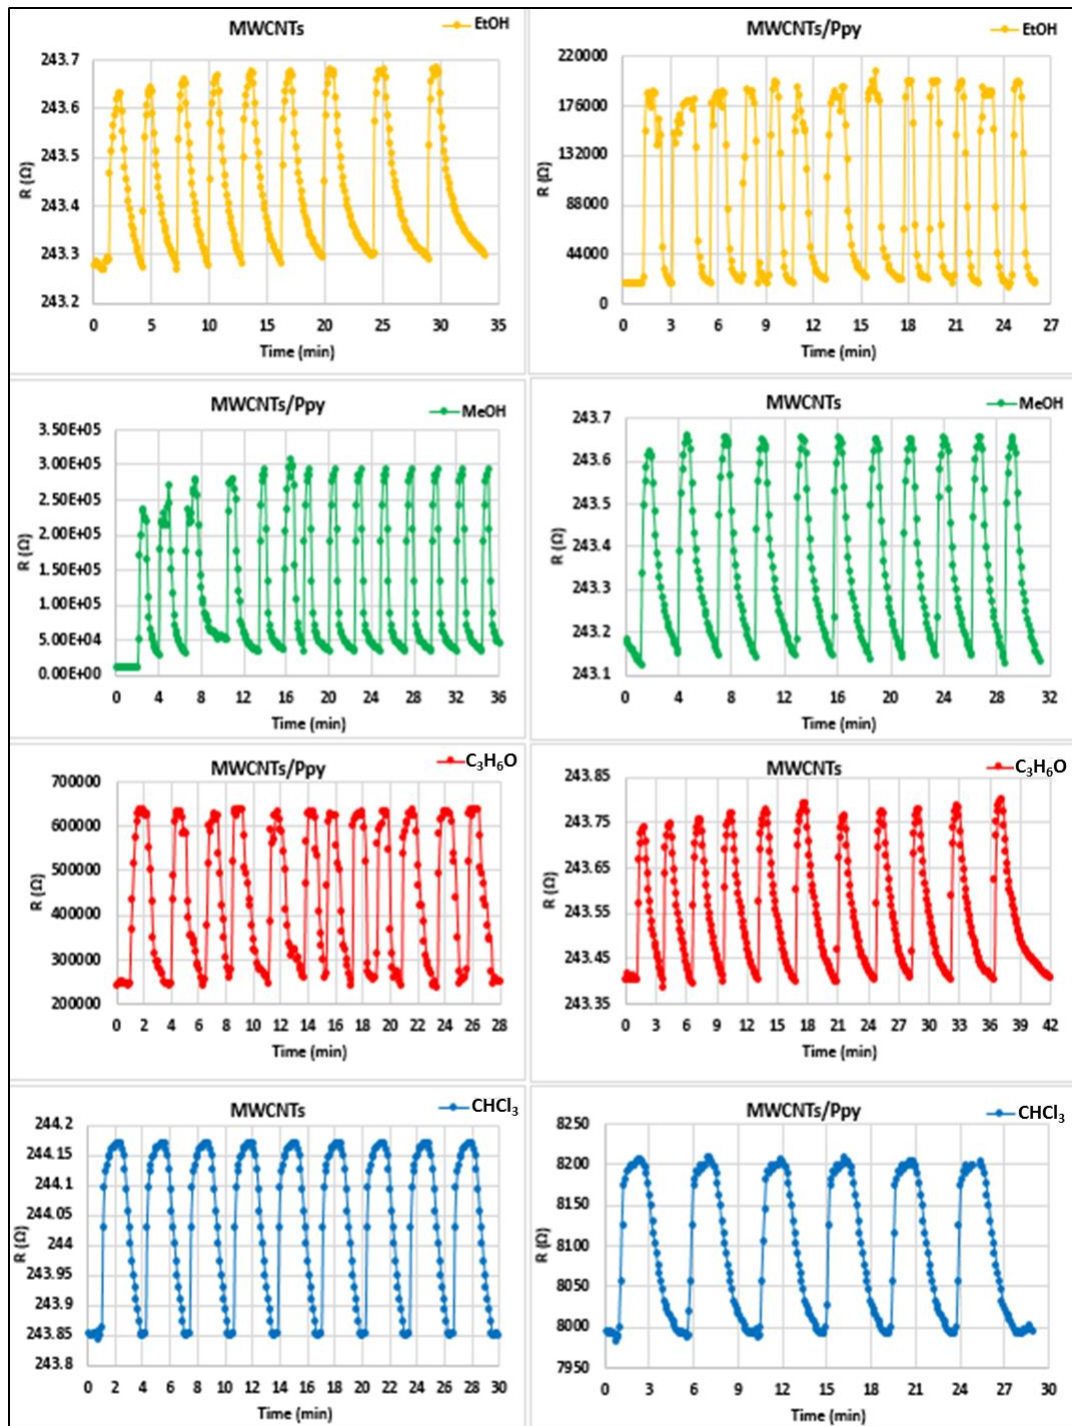 MWCNTs
EtOH
243.7
243.6
243.5
243.4
243.3
243.2
R (Ω)
0 5 10 15 20 25 30 35
Time (min)
MWCNTs/Ppy
EtOH
220000
176000
132000
88000
44000
0
R (Ω)
0 3 6 9 12 15 18 21 24 27
Time (min)
MWCNTs/Ppy
MeOH
3.50E+05
3.00E+05
2.50E+05
2.00E+05
1.50E+05
1.00E+05
5.00E+04
0.00E+00
R (Ω)
0 4 8 12 16 20 24 28 32 36
Time (min)
MWCNTs
MeOH
243.7
243.6
243.5
243.4
243.3
243.2
243.1
R (Ω)
0 4 8 12 16 20 24 28 32
Time (min)
MWCNTs/Ppy
C₃H₆O
700000
600000
500000
400000
300000
200000
R (Ω)
0 2 4 6 8 10 12 14 16 18 20 22 24 26 28
Time (min)
MWCNTs
C₃H₆O
243.85
243.75
243.65
243.55
243.45
243.35
R (Ω)
0 3 6 9 12 15 18 21 24 27 30 33 36 39 42
Time (min)
MWCNTs
CHCl₃
244.2
244.15
244.1
244.05
244
243.95
243.9
243.85
243.8
R (Ω)
0 2 4 6 8 10 12 14 16 18 20 22 24 26 28 30
Time (min)
MWCNTs/Ppy
CHCl₃
8250
8200
8150
8100
8050
8000
7950
R (Ω)
0 3 6 9 12 15 18 21 24 27 30
Time (min)